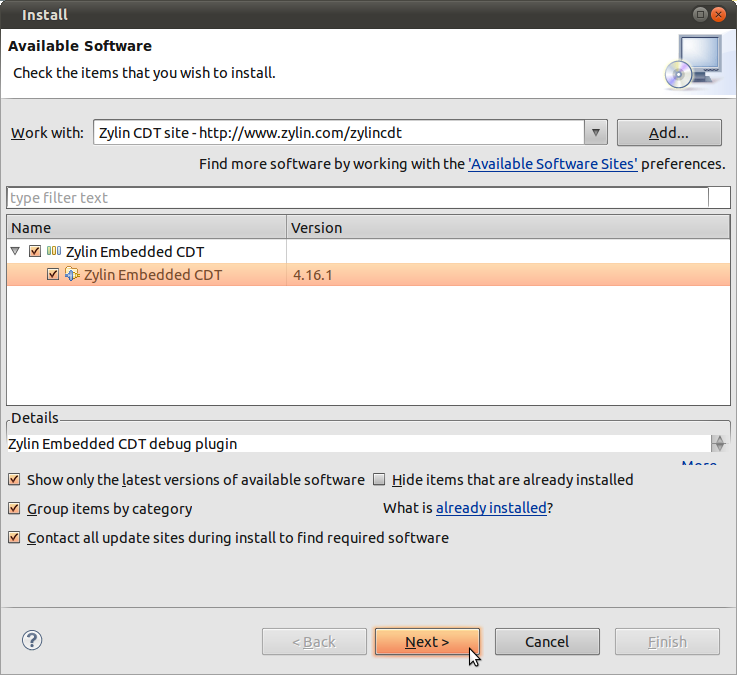 Install
Available Software
Check the items that you wish to install.
Work with: Zylin CDT site - http://www.zylin.com/zylincdt Add...
Find more software by working with the 'Available Software Sites' preferences.
type filter text
Name Version
Zylin Embedded CDT
Zylin Embedded CDT 4.16.1
Details
Zylin Embedded CDT debug plugin
More...
Show only the latest versions of available software Hide items that are already installed
Group items by category What is already installed?
Contact all update sites during install to find required software
? < Back Next > Cancel Finish